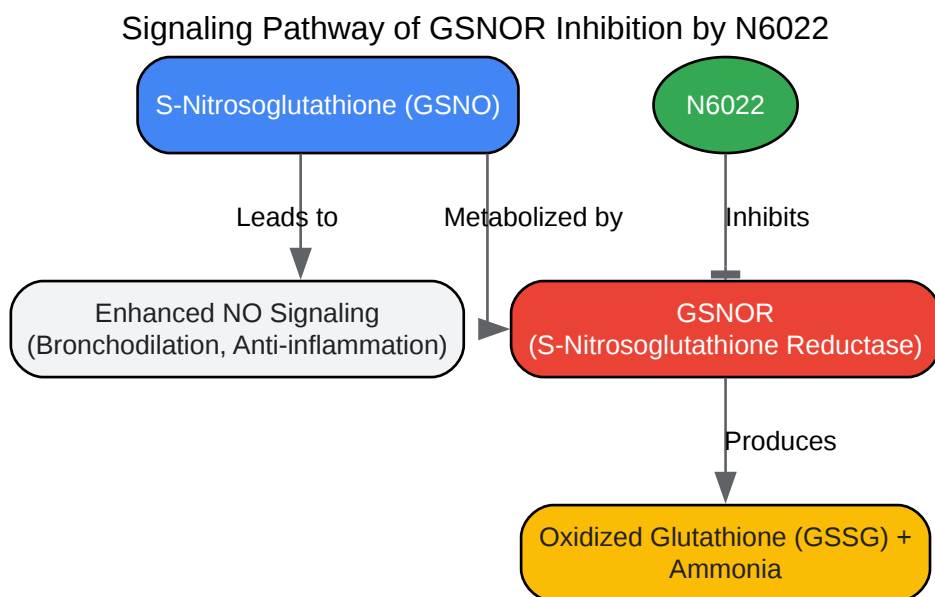 Signaling Pathway of GSNOR Inhibition by N6022
S-Nitrosoglutathione (GSNO)
N6022
Leads to
Metabolized by
Inhibits
Enhanced NO Signaling
(Bronchodilation, Anti-inflammation)
GSNOR
(S-Nitrosoglutathione Reductase)
Produces
Oxidized Glutathione (GSSG) +
Ammonia